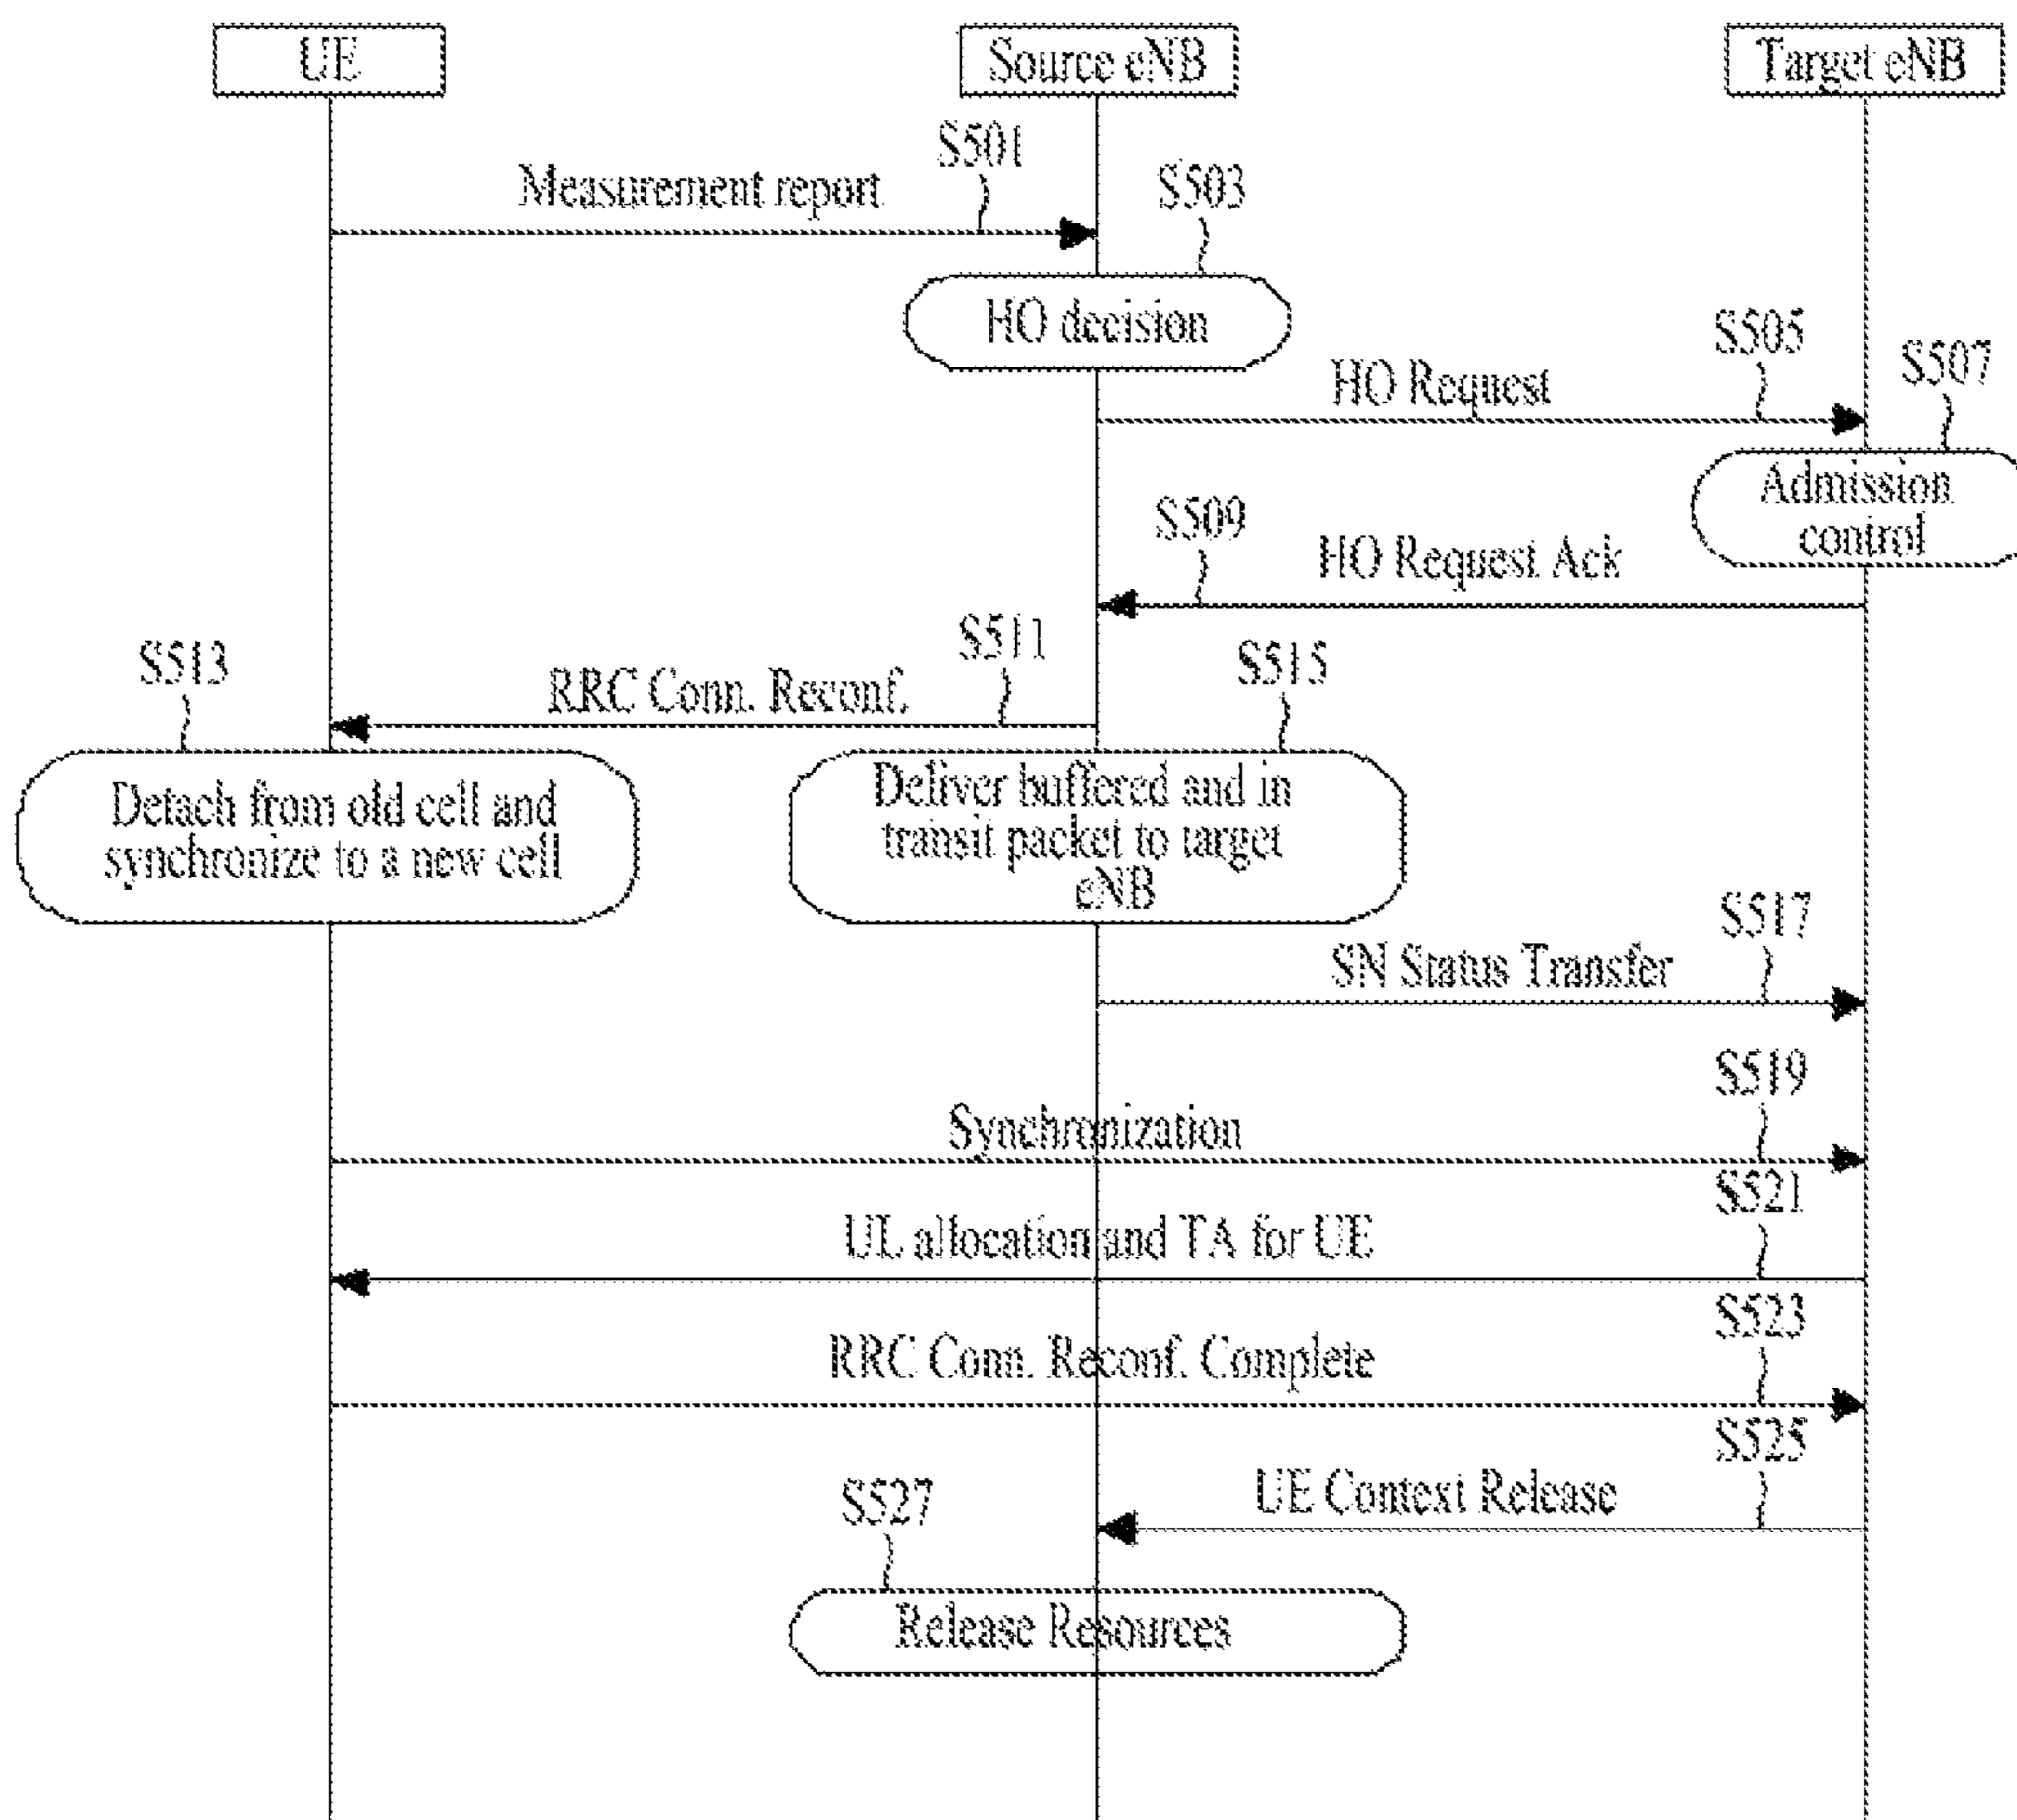 UE
Source eNB
Target eNB
S501
Measurement report
S503
HO decision
S505
HO Request
S507
Admission
control
S509
HO Request Ack
S511
RRC Conn. Reconf.
S513
Detach from old cell and
synchronize to a new cell
S515
Deliver buffered and in
transit packet to target
eNB
S517
SN Status Transfer
S519
Synchronization
S521
UL allocation and TA for UE
S523
RRC Conn. Reconf. Complete
S525
UE Context Release
S527
Release Resources